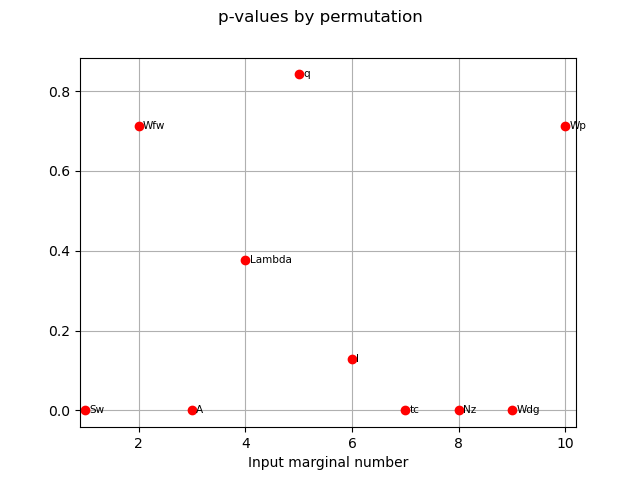 p-values by permutation
0.8
0.6
0.4
0.2
0.0
q
Wfw
Wp
Lambda
l
Sw
A
tc
Nz
Wdg
2
4
6
8
10
Input marginal number